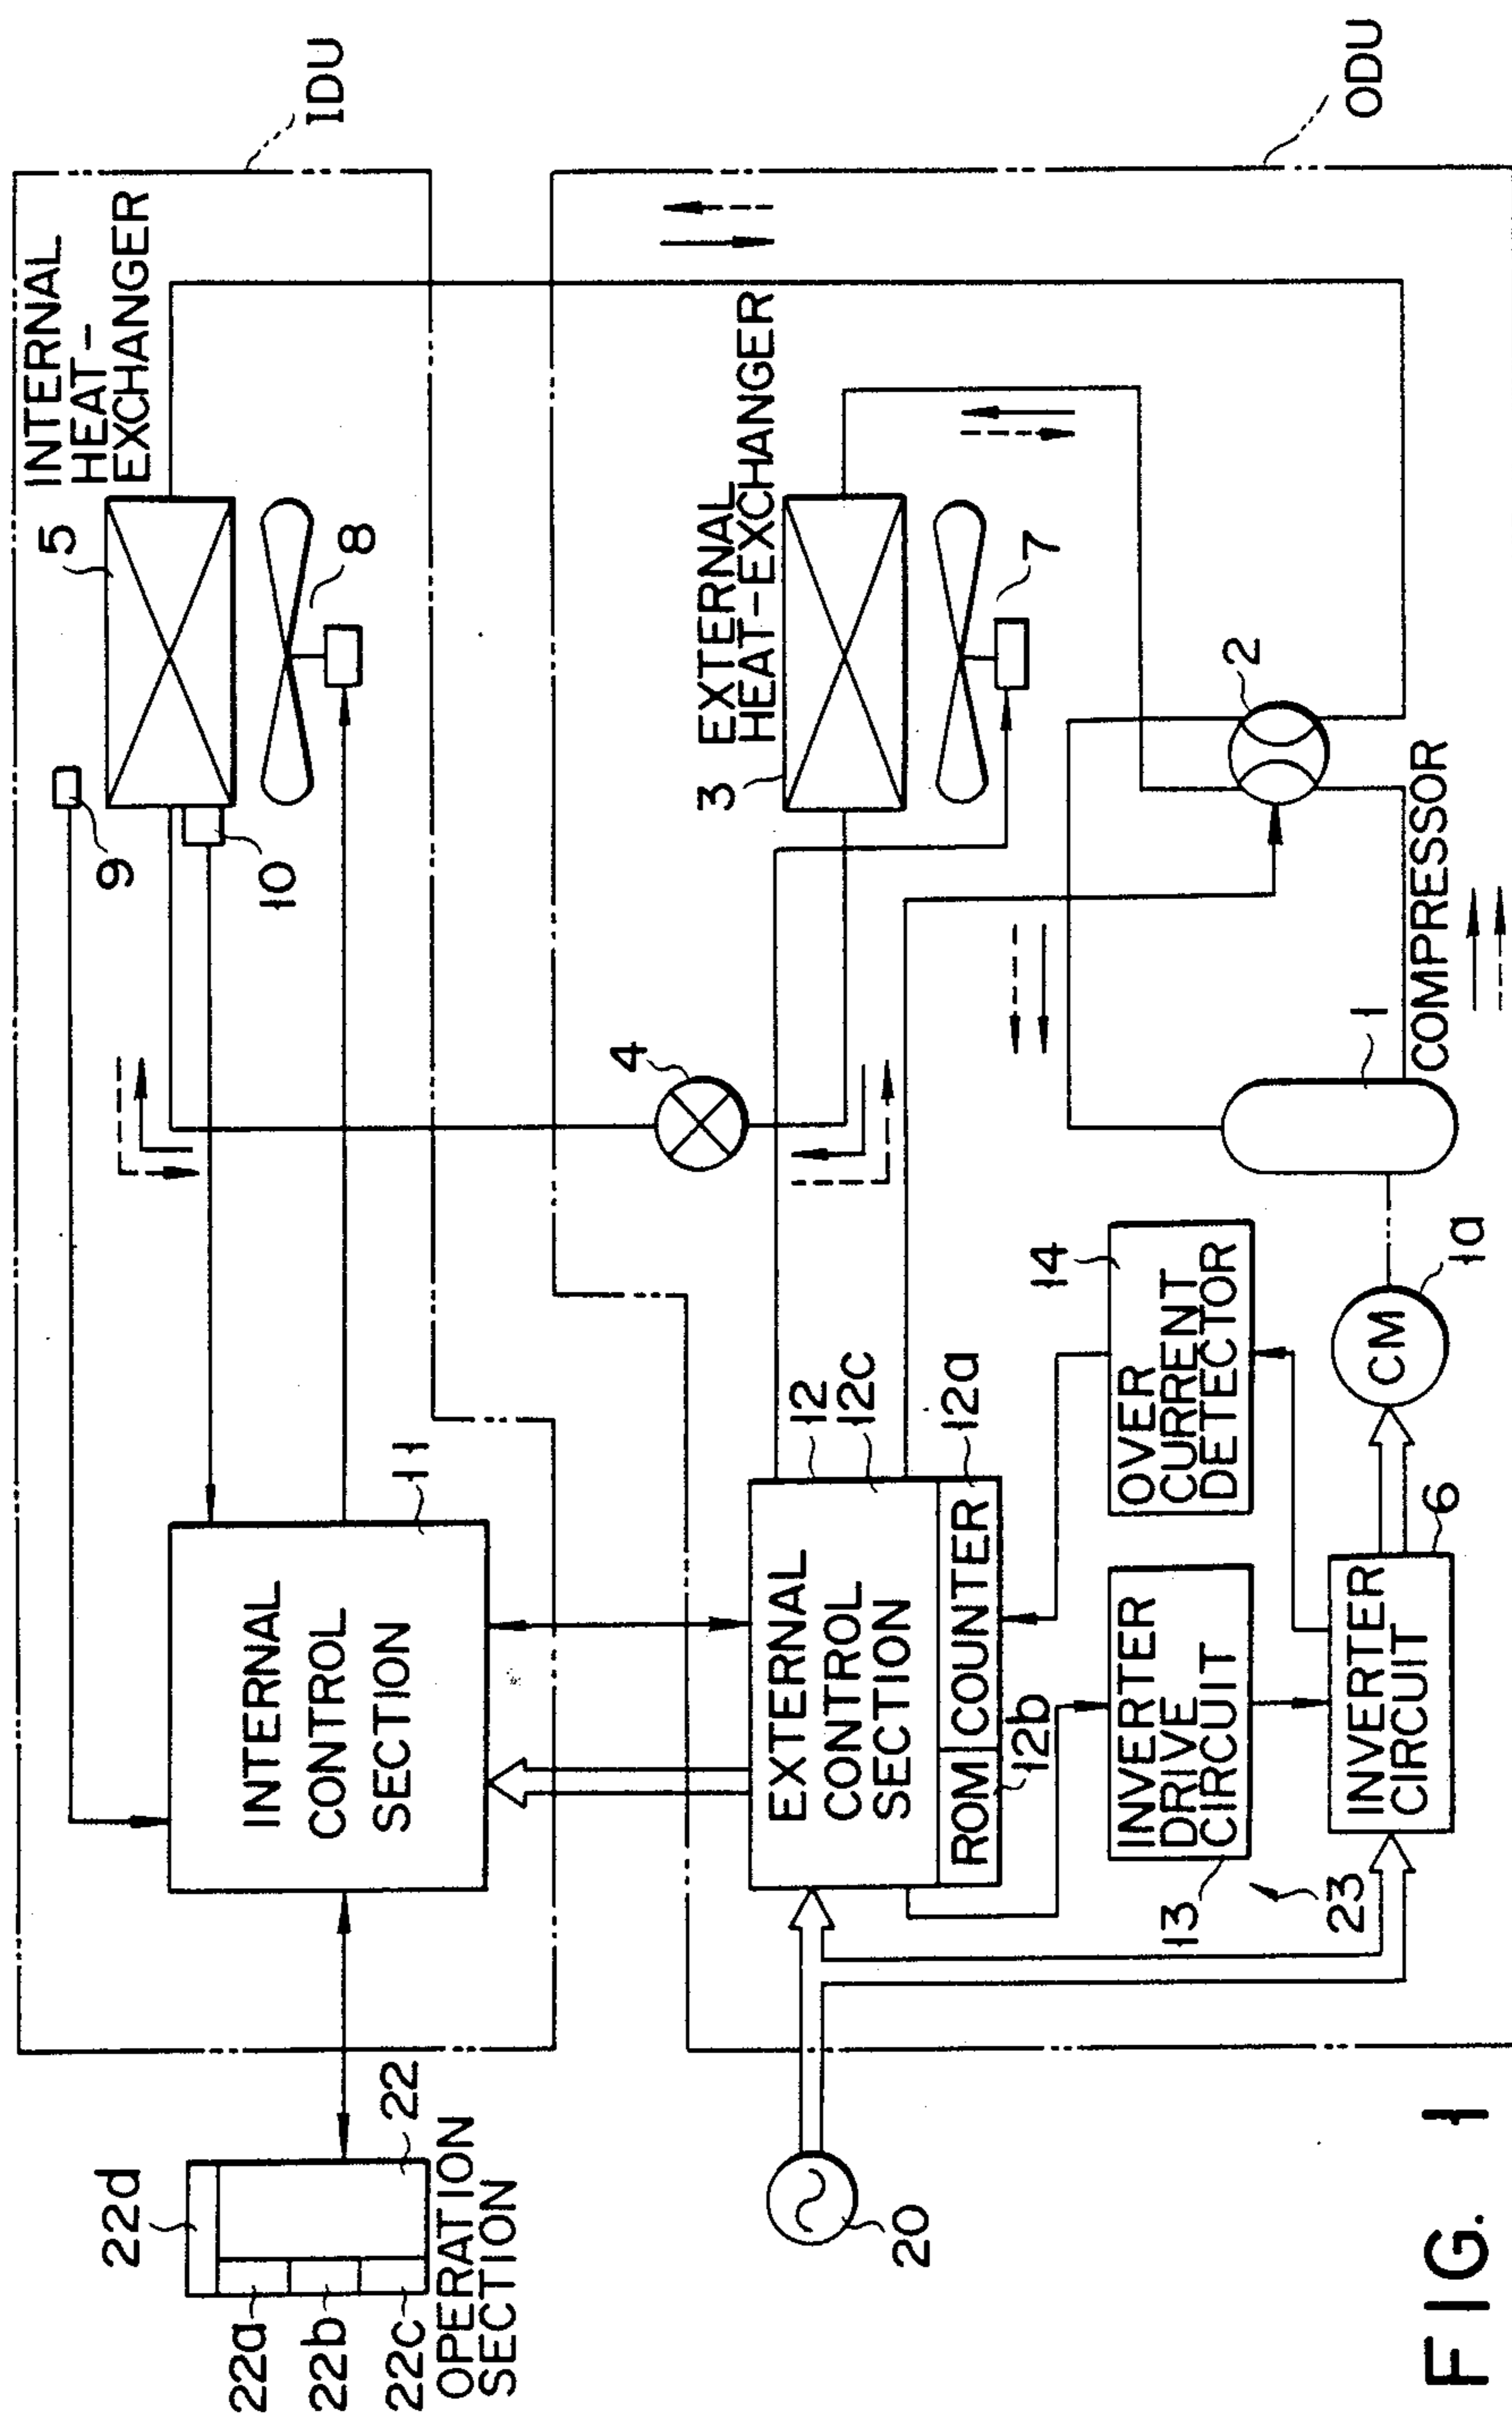 IDU
INTERNAL
HEAT-
EXCHANGER
5
8
9
10
11
INTERNAL
CONTROL
SECTION
22d
22a
22b
22c
22
OPERATION
SECTION
ODU
EXTERNAL
HEAT-EXCHANGER
3
7
4
2
12
12c
12a
EXTERNAL
CONTROL
SECTION
ROM
COUNTER
12b
20
14
OVER
CURRENT
DETECTOR
INVERTER
DRIVE
CIRCUIT
13
23
INVERTER
CIRCUIT
6
CM
1a
1
COMPRESSOR
FIG. 1